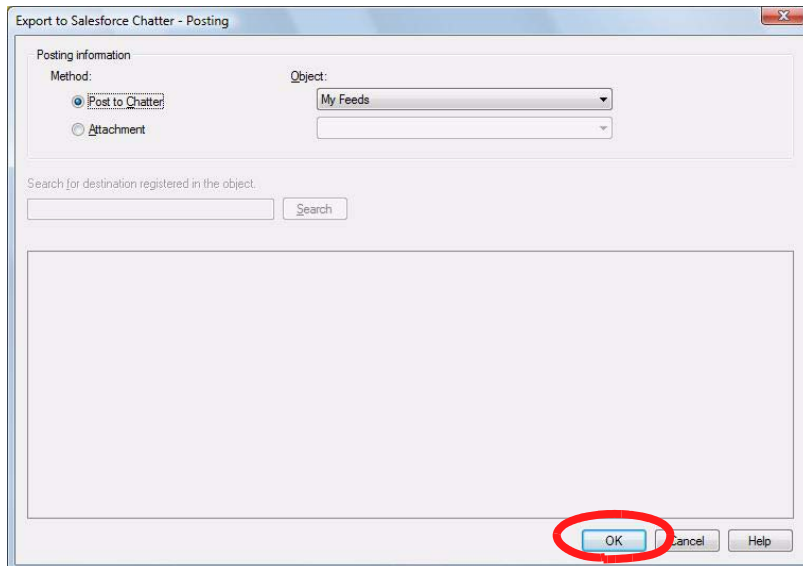 Export to Salesforce Chatter - Posting
Posting information
Method: Object:
Post to Chatter My Feeds
Attachment
Search for destination registered in the object.
Search
OK Cancel Help